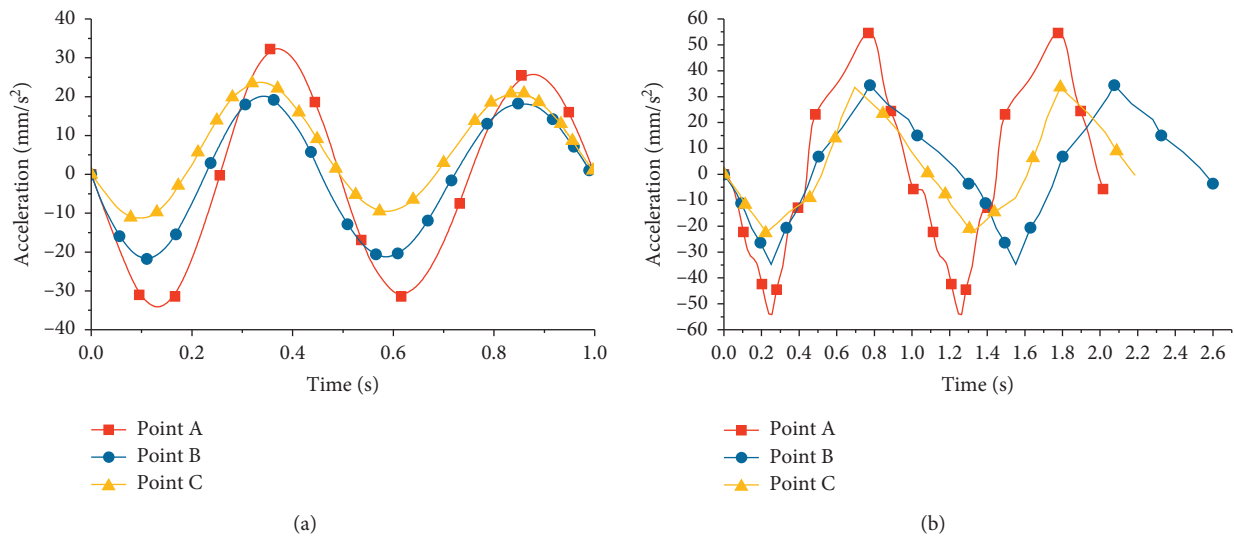 40
30
20
10
0
−10
−20
−30
−40
Acceleration (mm/s²)
0.0 0.2 0.4 0.6 0.8 1.0
Time (s)
Point A
Point B
Point C
(a)
60
50
40
30
20
10
0
−10
−20
−30
−40
−50
−60
Acceleration (mm/s²)
0.0 0.2 0.4 0.6 0.8 1.0 1.2 1.4 1.6 1.8 2.0 2.2 2.4 2.6
Time (s)
Point A
Point B
Point C
(b)